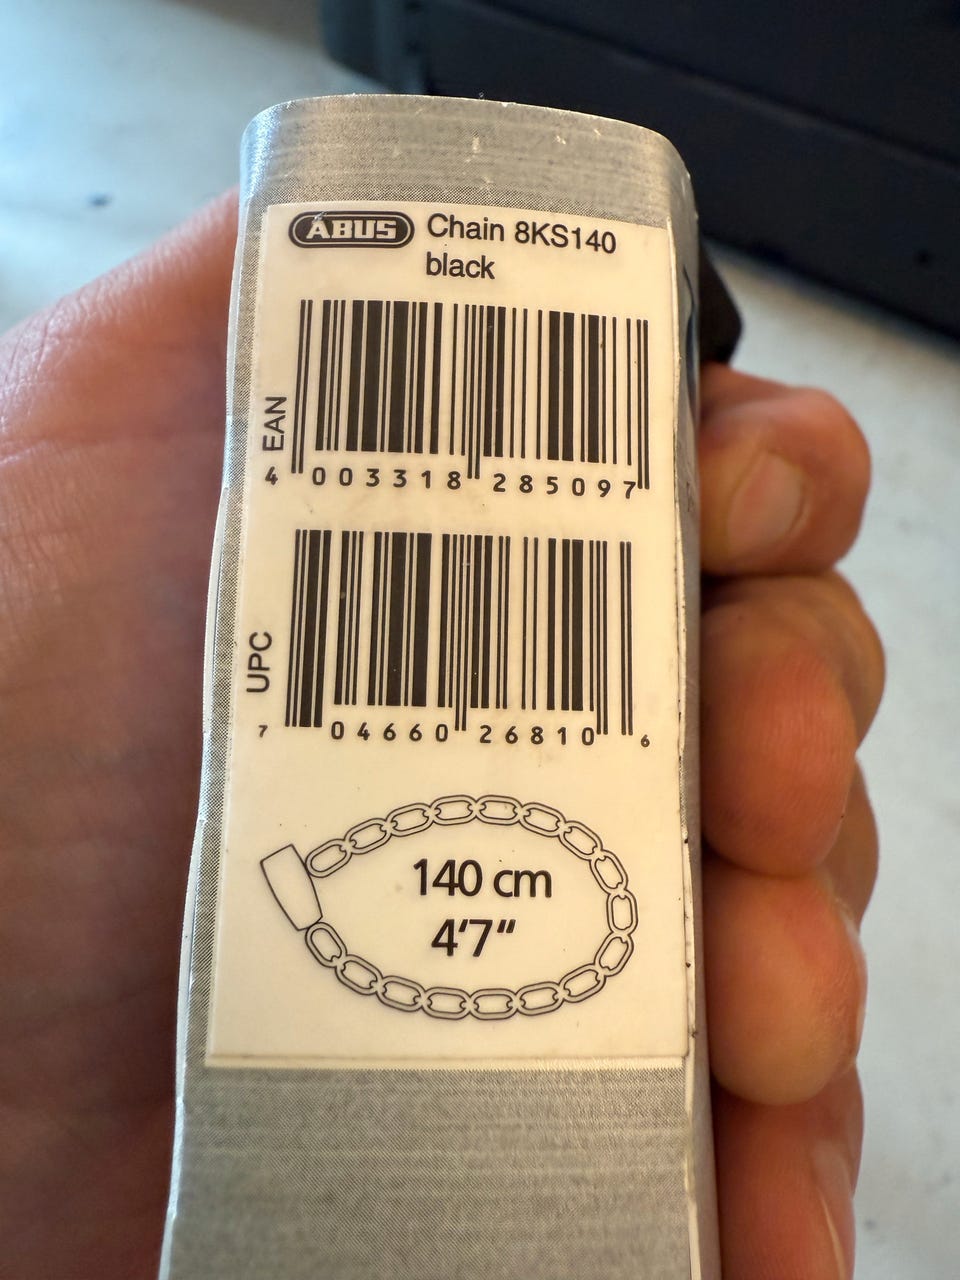 ABUS Chain 8KS140
black
EAN
4 003318 285097
UPC
7 04660 26810 6
140 cm
4'7"